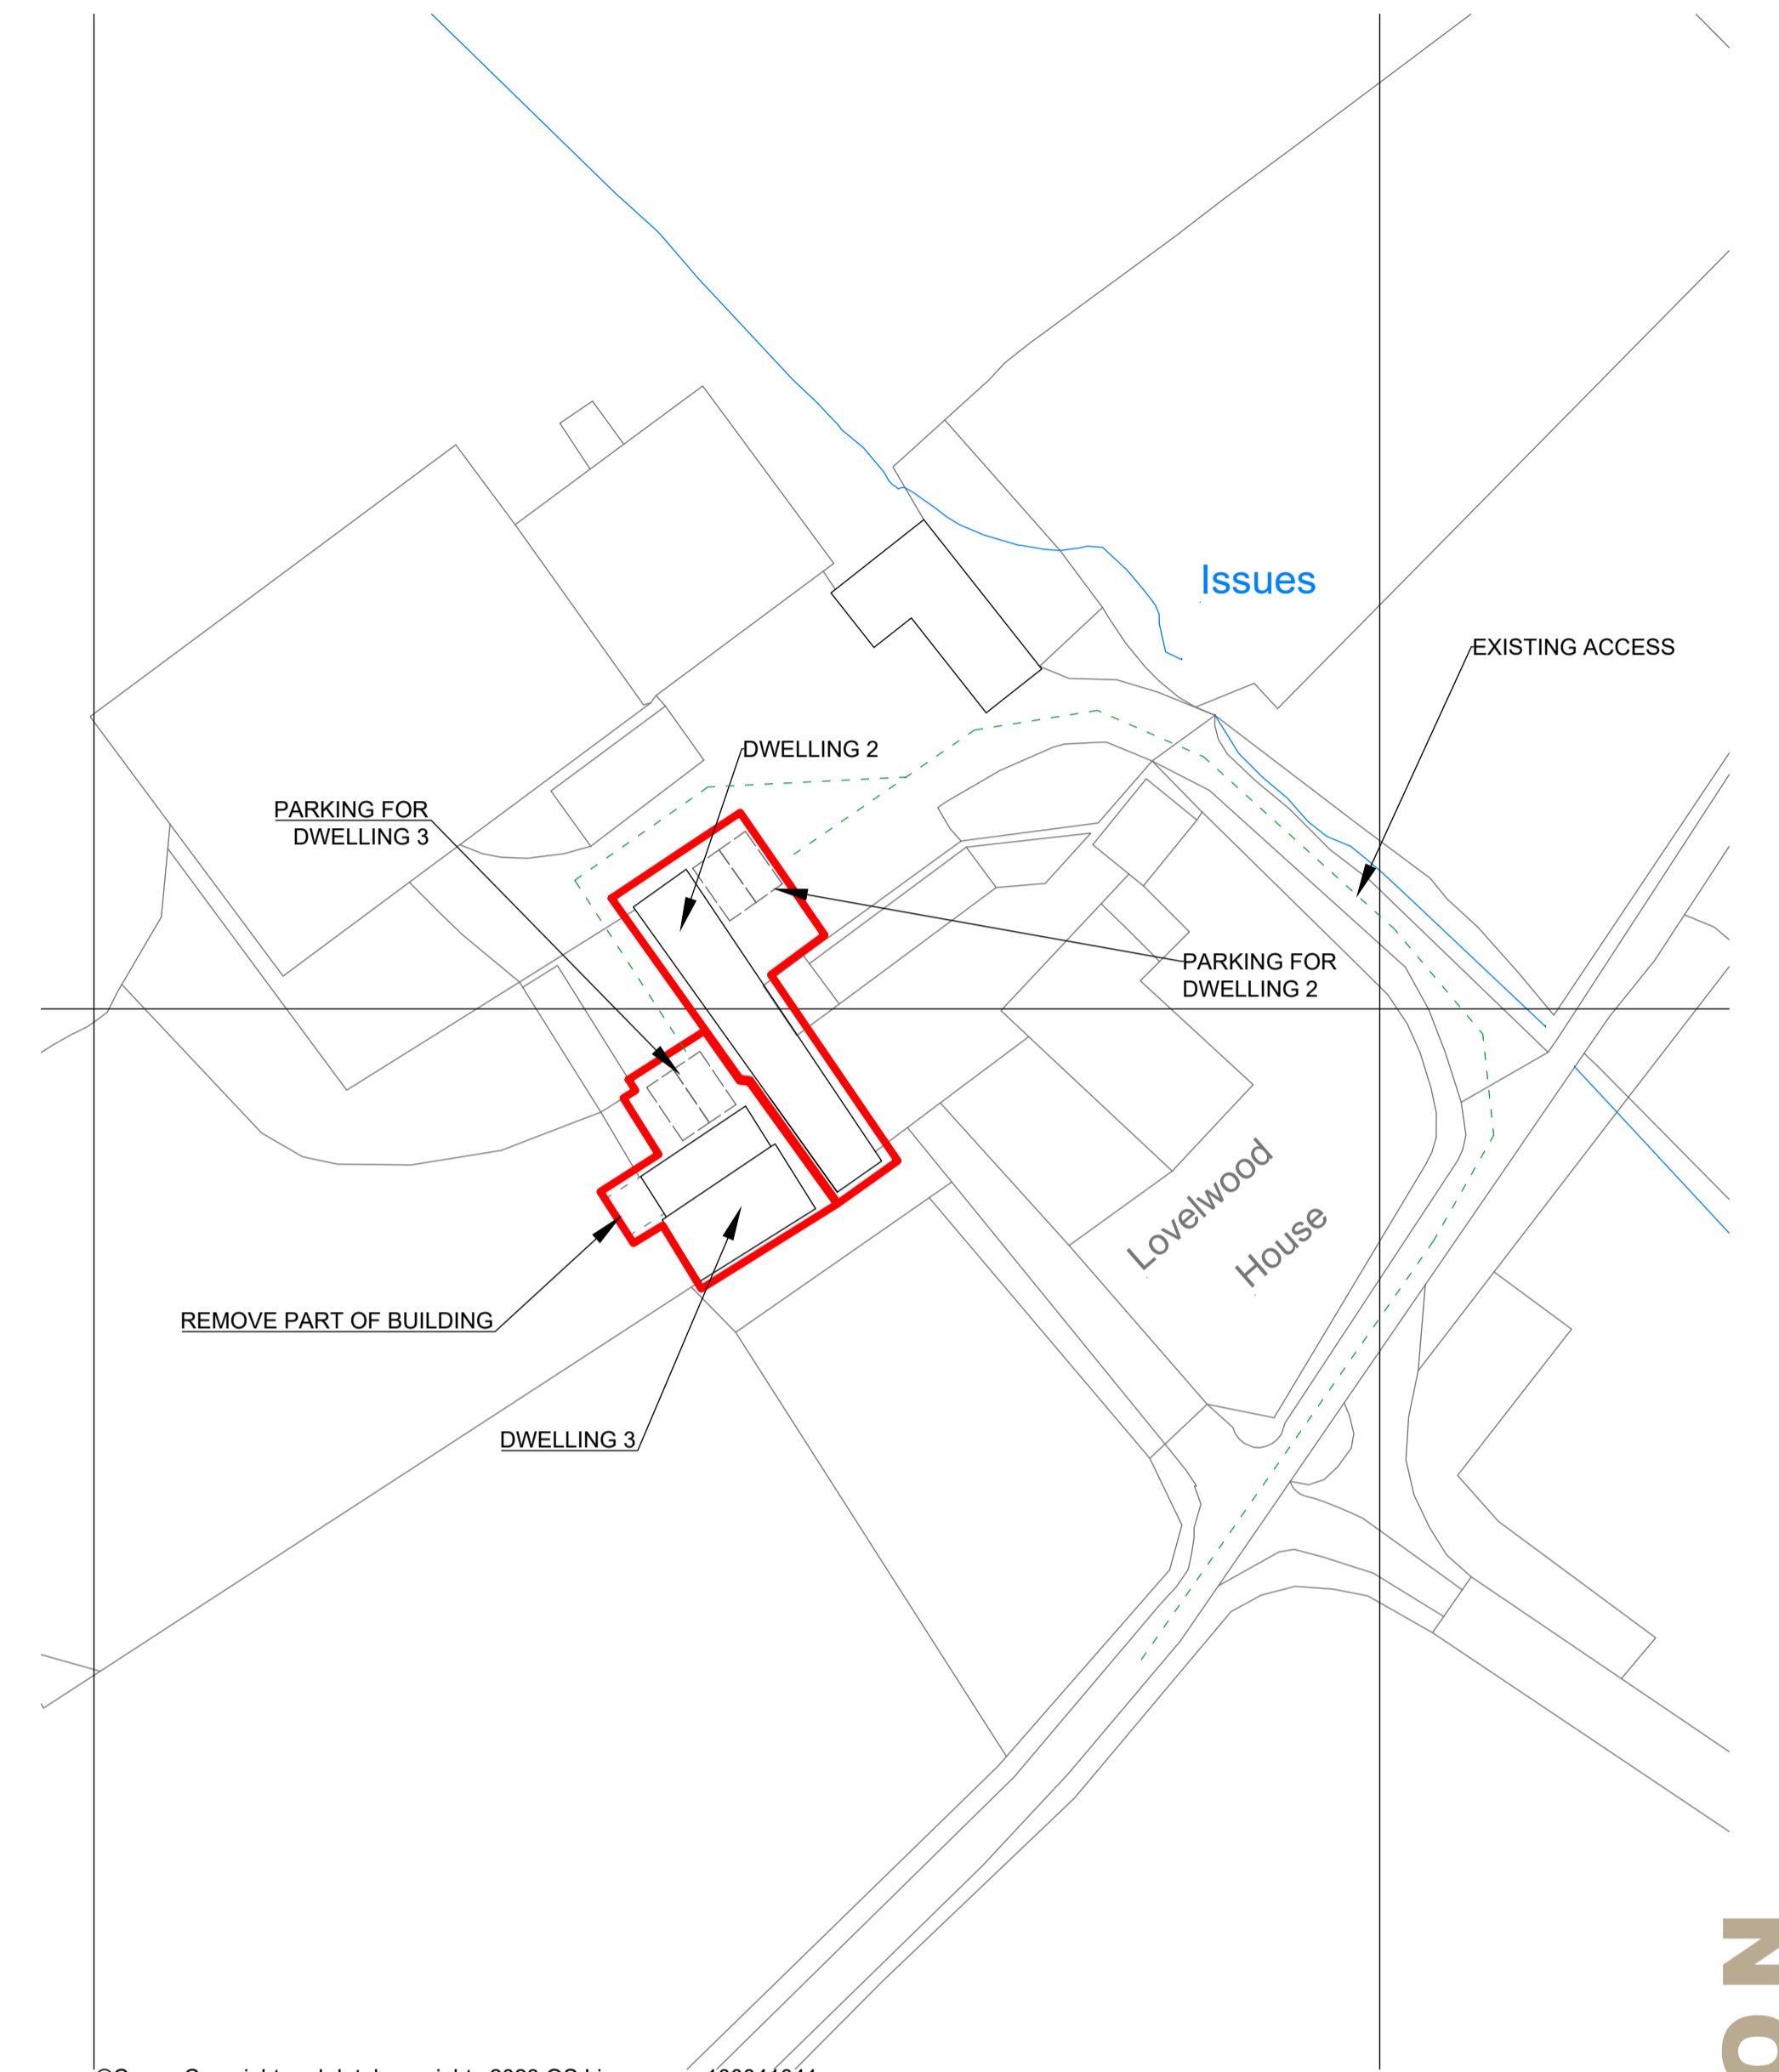 Issues
EXISTING ACCESS
DWELLING 2
PARKING FOR
DWELLING 3
PARKING FOR
DWELLING 2
Lovelwood
House
REMOVE PART OF BUILDING
DWELLING 3
ON